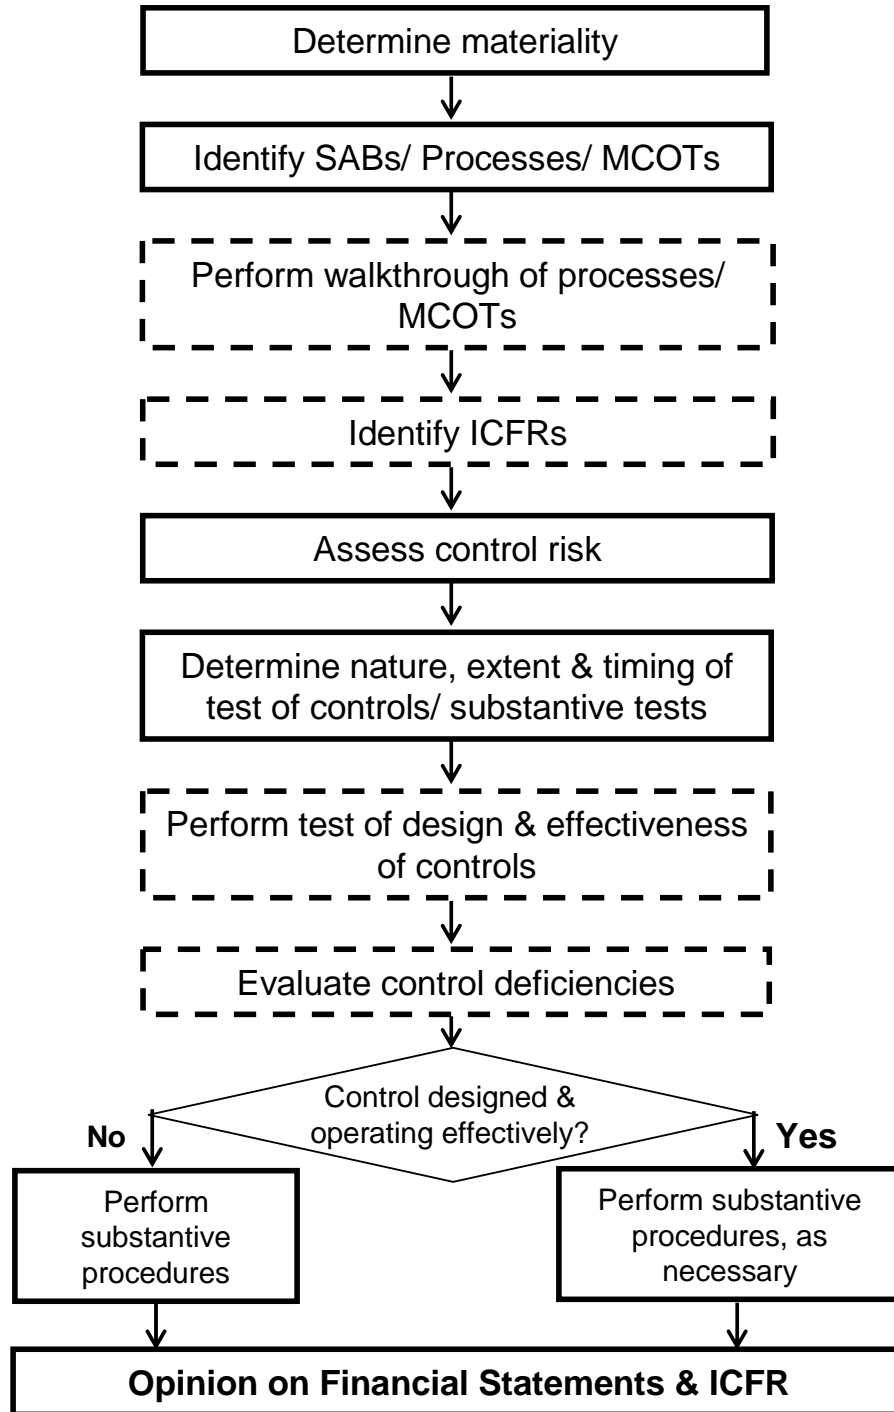 Determine materiality
Identify SABs/ Processes/ MCOTs
Perform walkthrough of processes/
MCOTs
Identify ICFRs
Assess control risk
Determine nature, extent & timing of
test of controls/ substantive tests
Perform test of design & effectiveness
of controls
Evaluate control deficiencies
Control designed &
operating effectively?
No
Yes
Perform
substantive
procedures
Perform substantive
procedures, as
necessary
Opinion on Financial Statements & ICFR